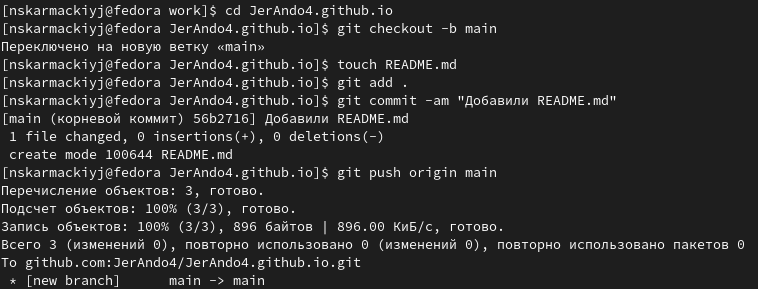 [nskarmackiyj@fedora work]$ cd JerAndo4.github.io
[nskarmackiyj@fedora JerAndo4.github.io]$ git checkout -b main
Переключено на новую ветку «main»
[nskarmackiyj@fedora JerAndo4.github.io]$ touch README.md
[nskarmackiyj@fedora JerAndo4.github.io]$ git add .
[nskarmackiyj@fedora JerAndo4.github.io]$ git commit -am "Добавили README.md"
[main (корневой коммит) 56b2716] Добавили README.md
 1 file changed, 0 insertions(+), 0 deletions(-)
 create mode 100644 README.md
[nskarmackiyj@fedora JerAndo4.github.io]$ git push origin main
Перечисление объектов: 3, готово.
Подсчет объектов: 100% (3/3), готово.
Запись объектов: 100% (3/3), 896 байтов | 896.00 КиБ/с, готово.
Всего 3 (изменений 0), повторно использовано 0 (изменений 0), повторно использовано пакетов 0
To github.com:JerAndo4/JerAndo4.github.io.git
 * [new branch]      main -> main